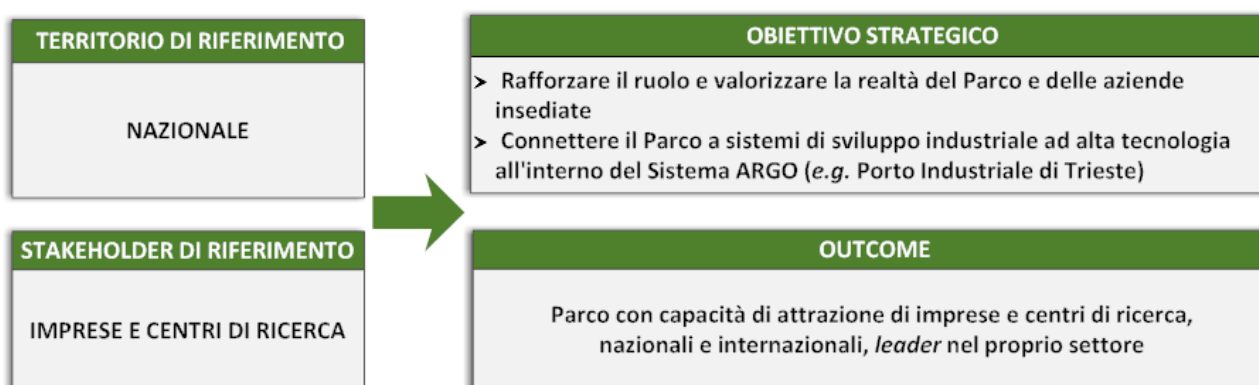 TERRITORIO DI RIFERIMENTO
NAZIONALE
STAKEHOLDER DI RIFERIMENTO
IMPRESE E CENTRI DI RICERCA
OBIETTIVO STRATEGICO
➤ Rafforzare il ruolo e valorizzare la realtà del Parco e delle aziende
insediate
➤ Connettere il Parco a sistemi di sviluppo industriale ad alta tecnologia
all'interno del Sistema ARGO (e.g. Porto Industriale di Trieste)
OUTCOME
Parco con capacità di attrazione di imprese e centri di ricerca,
nazionali e internazionali, leader nel proprio settore